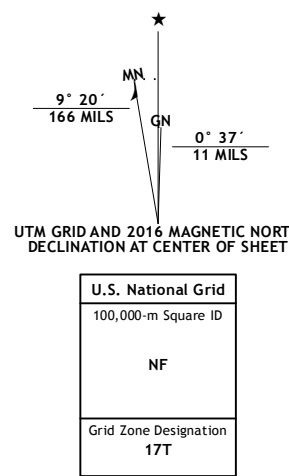 MN
9° 20´
166 MILS
GN
0° 37´
11 MILS
UTM GRID AND 2016 MAGNETIC NORT
DECLINATION AT CENTER OF SHEET
U.S. National Grid
100,000-m Square ID
NF
Grid Zone Designation
17T